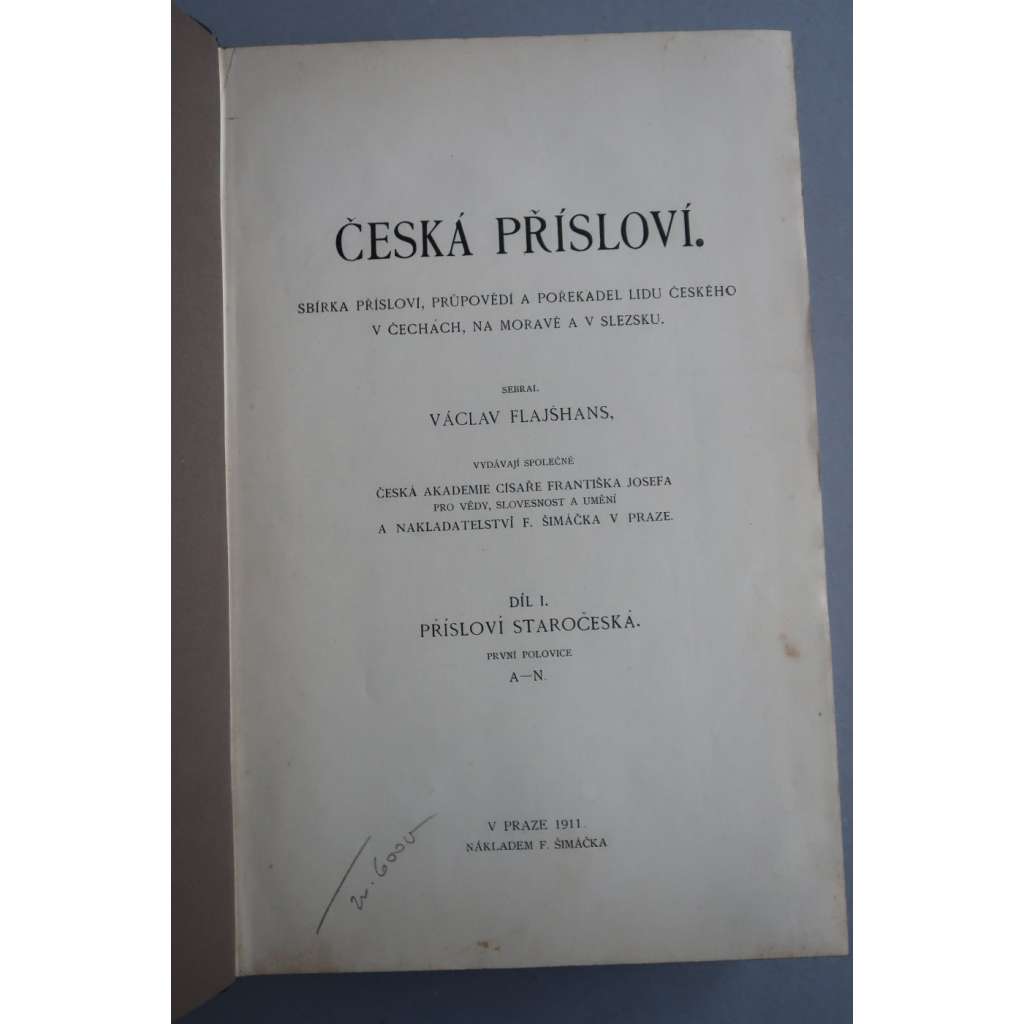 ČESKÁ PŘÍSLOVÍ.
SBÍRKA PŘÍSLOVÍ, PRŮPOVĚDÍ A POŘEKADEL LIDU ČESKÉHO
V ČECHÁCH, NA MORAVĚ A V SLEZSKU.
SEBRAL
VÁCLAV FLAJŠHANS,
VYDÁVAJÍ SPOLEČNĚ
ČESKÁ AKADEMIE CÍSAŘE FRANTIŠKA JOSEFA
PRO VĚDY, SLOVESNOST A UMĚNÍ
A NAKLADATELSTVÍ F. ŠIMÁČKA V PRAZE.
DÍL I.
PŘÍSLOVÍ STAROČESKÁ.
PRVNÍ POLOVICE
A—N.
V PRAZE 1911.
NÁKLADEM F. ŠIMÁČKA